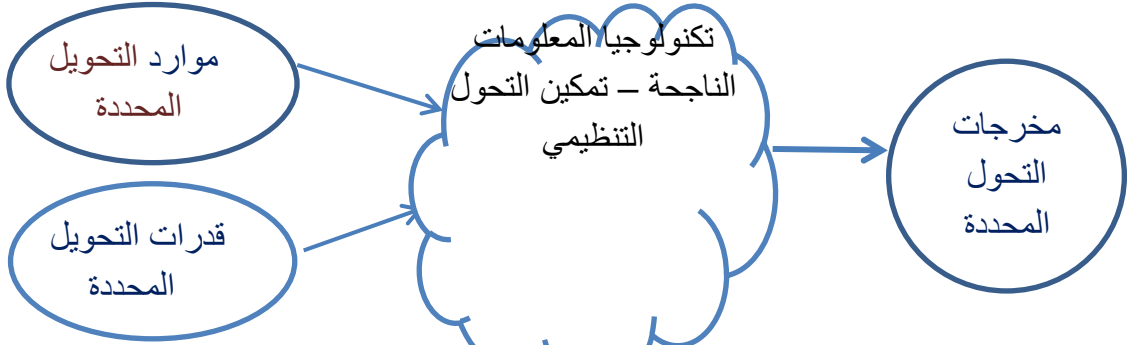 موارد التحويل
المحددة
قدرات التحويل
المحددة
تكنولوجيا المعلومات
الناجحة – تمكين التحول
التنظيمي
مخرجات
التحول
المحددة